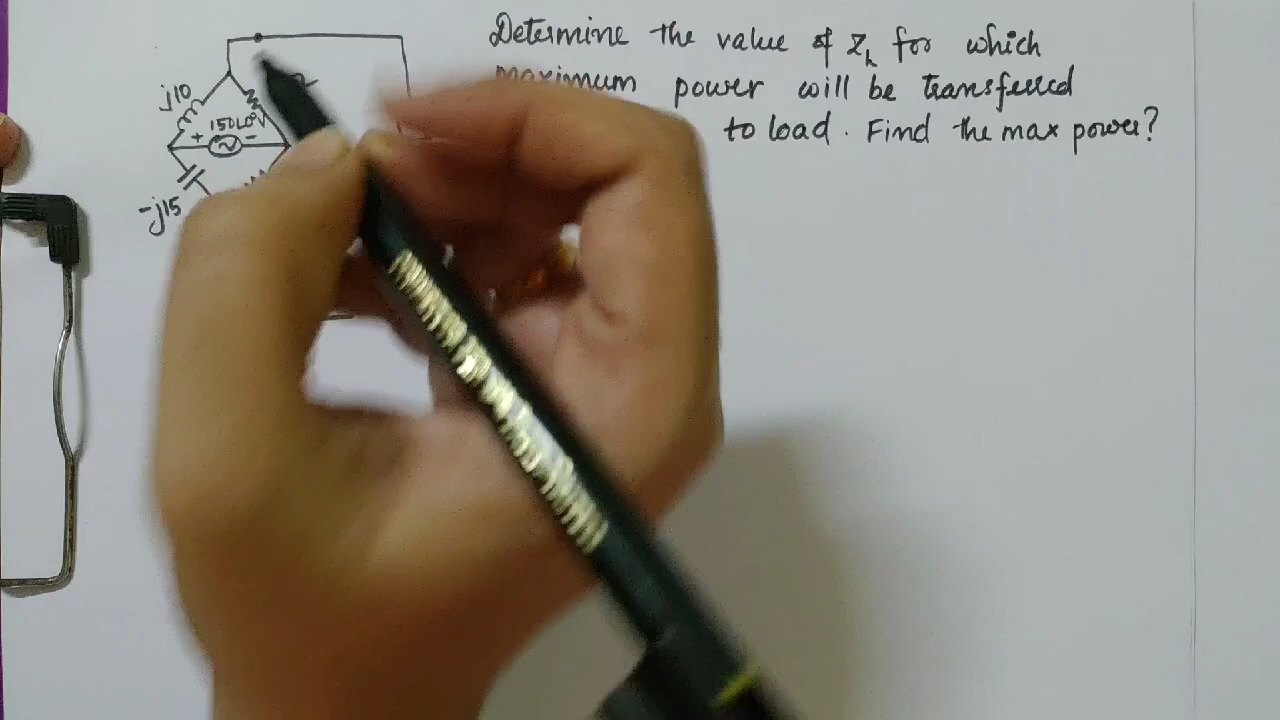 Determine the value of ZL for which
maximum power will be transferred
to load. Find the max power?
j10
150∠0°V
+ -
-j15